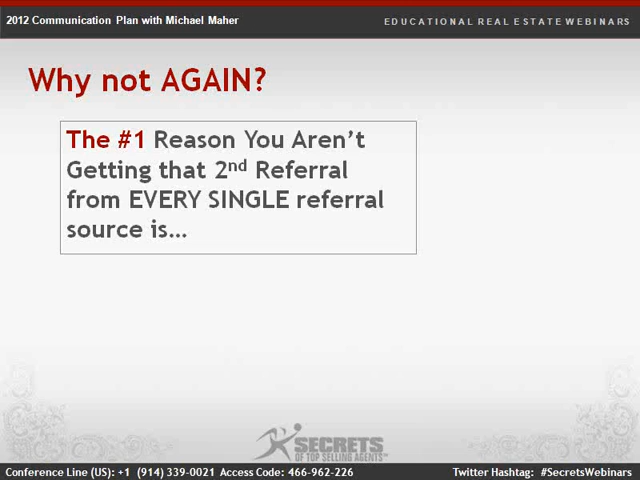 2012 Communication Plan with Michael Maher
EDUCATIONAL REAL ESTATE WEBINARS
Why not AGAIN?
The #1 Reason You Aren't
Getting that 2nd Referral
from EVERY SINGLE referral
source is...
SECRETS
OF TOP SELLING AGENTS
Conference Line (US): +1 (914) 339-0021 Access Code: 466-962-226
Twitter Hashtag: #SecretsWebinars